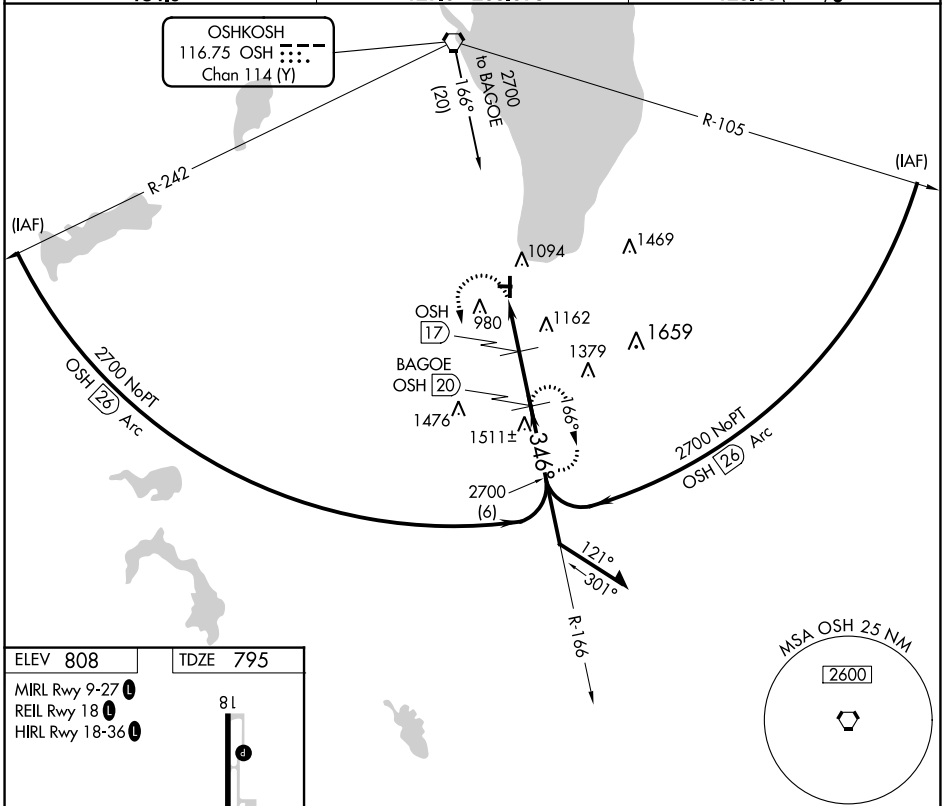 OSHKOSH
116.75 OSH
Chan 114 (Y)
2700
to BAGOE
166°
(20)
R-105
R-242
(IAF)
(IAF)
1094
1469
OSH
17
980
1162
1659
1379
BAGOE
OSH 20
1476
1511±
166°
346°
2700 NoPT
OSH 26 Arc
2700 NoPT
OSH 26 Arc
2700
(6)
121°
301°
R-166
MSA OSH 25 NM
2600
ELEV 808
TDZE 795
MIRL Rwy 9-27 L
REIL Rwy 18 L
HIRL Rwy 18-36 L
18
P